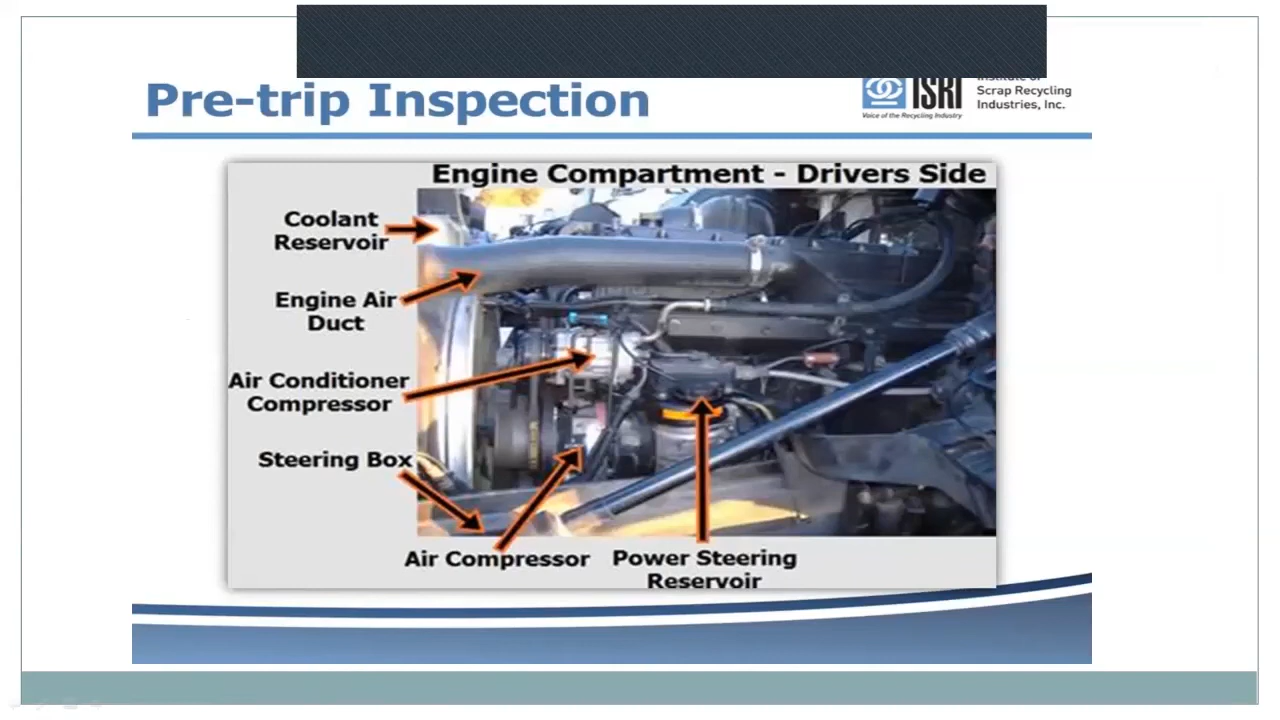 Pre-trip Inspection
ISRI
Institute of
Scrap Recycling
Industries, Inc.
Voice of the Recycling Industry
Engine Compartment - Drivers Side
Coolant
Reservoir
Engine Air
Duct
Air Conditioner
Compressor
Steering Box
Air Compressor
Power Steering
Reservoir